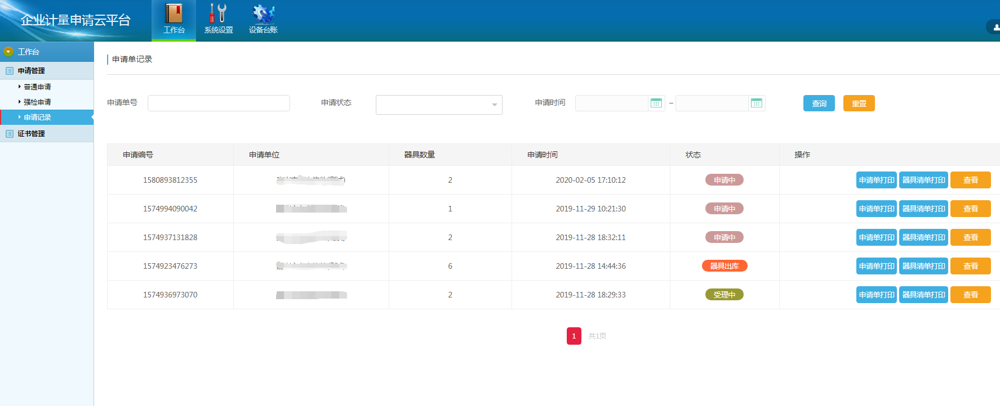 企业计量申请云平台
工作台
系统设置
设备台账
工作台
申请管理
普通申请
强检申请
申请记录
证书管理
申请单记录
申请单号
申请状态
申请时间
–
查询
重置
申请编号 申请单位 器具数量 申请时间 状态 操作
1580893812355 2 2020-02-05 17:10:12 申请中 申请单打印 器具清单打印 查看
1574994090042 1 2019-11-29 10:21:30 申请中 申请单打印 器具清单打印 查看
1574937131828 2 2019-11-28 18:32:11 申请中 申请单打印 器具清单打印 查看
1574923476273 6 2019-11-28 14:44:36 器具出库 申请单打印 器具清单打印 查看
1574936973070 2 2019-11-28 18:29:33 受理中 申请单打印 器具清单打印 查看
1 共1页